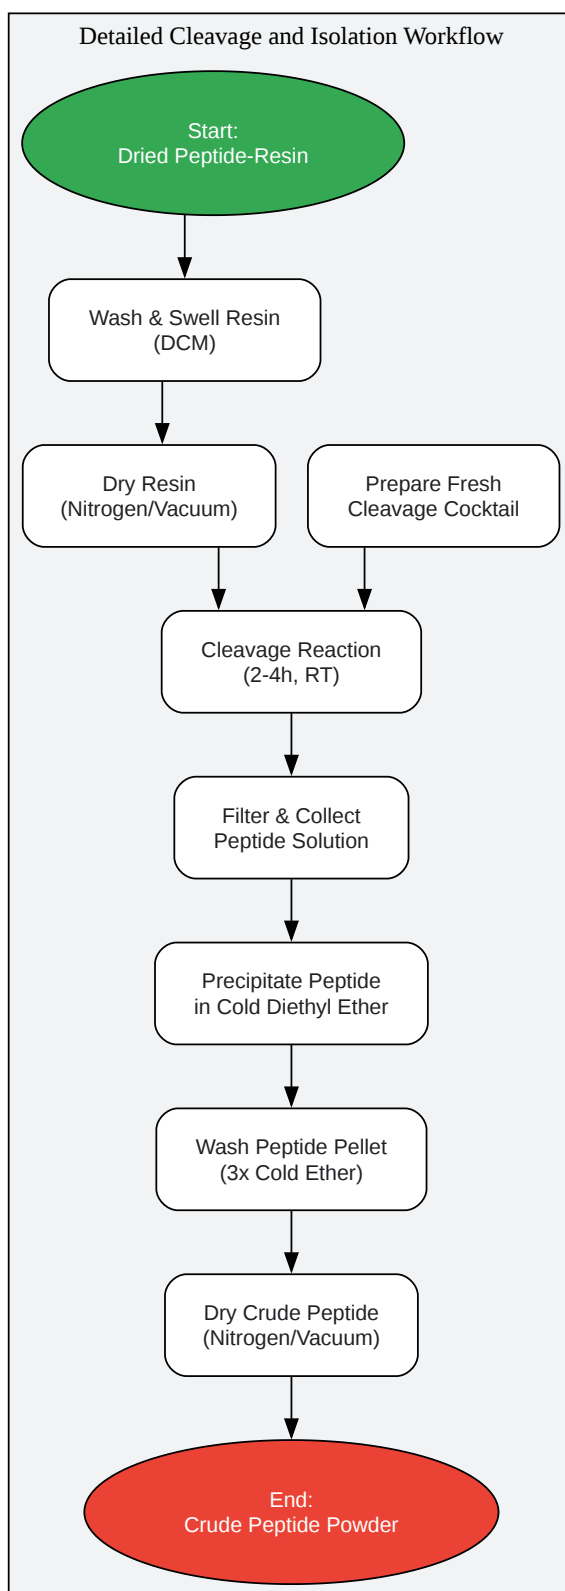 Detailed Cleavage and Isolation Workflow
Start:
Dried Peptide-Resin
Wash & Swell Resin
(DCM)
Dry Resin
(Nitrogen/Vacuum)
Prepare Fresh
Cleavage Cocktail
Cleavage Reaction
(2-4h, RT)
Filter & Collect
Peptide Solution
Precipitate Peptide
in Cold Diethyl Ether
Wash Peptide Pellet
(3x Cold Ether)
Dry Crude Peptide
(Nitrogen/Vacuum)
End:
Crude Peptide Powder